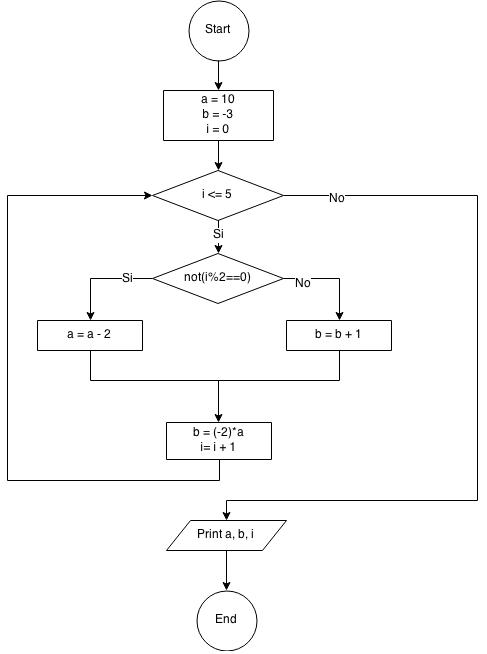 Start
a = 10
b = -3
i = 0
i <= 5
No
Si
not(i%2==0)
Si
No
a = a - 2
b = b + 1
b = (-2)*a
i= i + 1
Print a, b, i
End